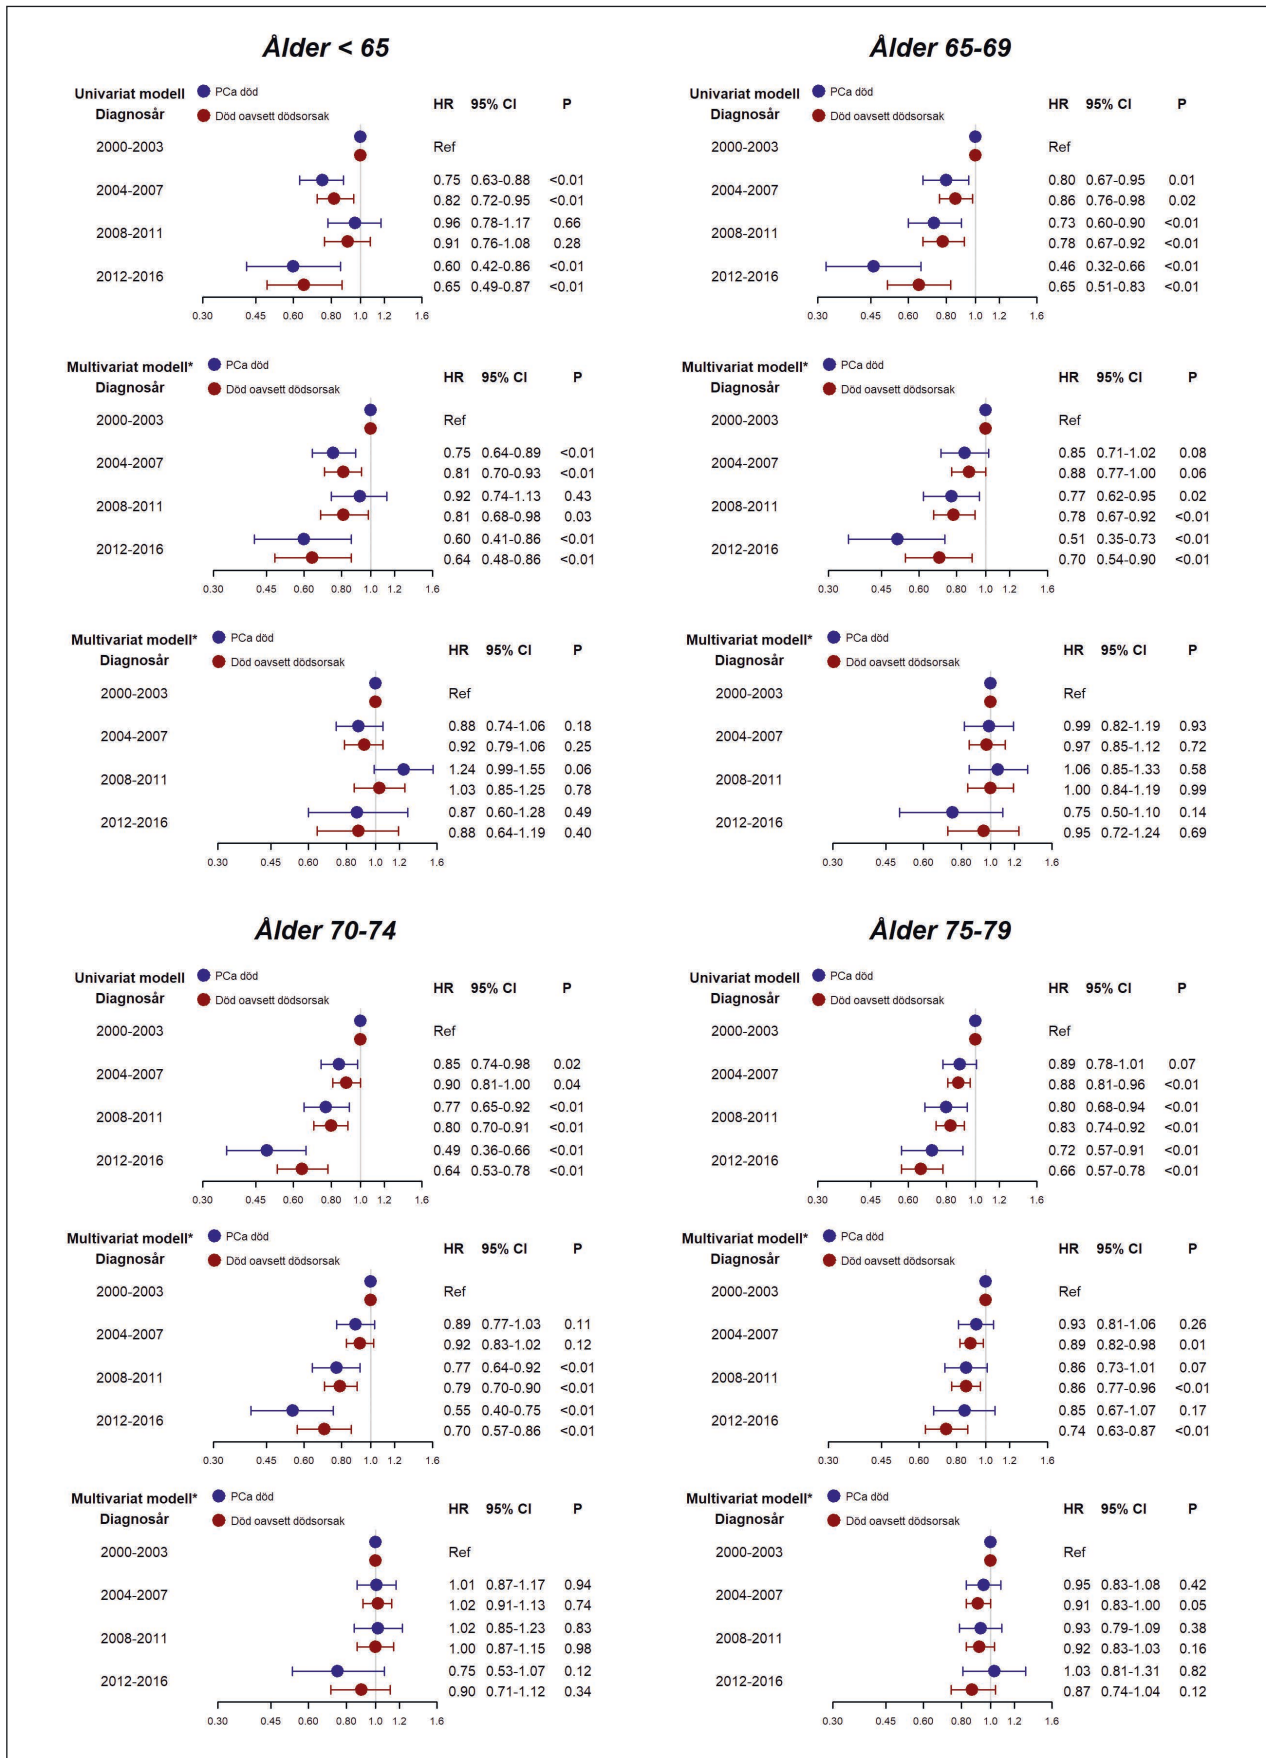 Ålder < 65
Univariat modell
Diagnosår
PCa död
Död oavsett dödsorsak
HR 95% CI P
2000-2003 Ref
2004-2007
0.75 0.63-0.88 <0.01
0.82 0.72-0.95 <0.01
2008-2011
0.96 0.78-1.17 0.66
0.91 0.76-1.08 0.28
2012-2016
0.60 0.42-0.86 <0.01
0.65 0.49-0.87 <0.01
0.30 0.45 0.60 0.80 1.0 1.2 1.6
Multivariat modell*
Diagnosår
PCa död
Död oavsett dödsorsak
HR 95% CI P
2000-2003 Ref
2004-2007
0.75 0.64-0.89 <0.01
0.81 0.70-0.93 <0.01
2008-2011
0.92 0.74-1.13 0.43
0.81 0.68-0.98 0.03
2012-2016
0.60 0.41-0.86 <0.01
0.64 0.48-0.86 <0.01
0.30 0.45 0.60 0.80 1.0 1.2 1.6
Multivariat modell*
Diagnosår
PCa död
Död oavsett dödsorsak
HR 95% CI P
2000-2003 Ref
2004-2007
0.88 0.74-1.06 0.18
0.92 0.79-1.06 0.25
2008-2011
1.24 0.99-1.55 0.06
1.03 0.85-1.25 0.78
2012-2016
0.87 0.60-1.28 0.49
0.88 0.64-1.19 0.40
0.30 0.45 0.60 0.80 1.0 1.2 1.6
Ålder 65-69
Univariat modell
Diagnosår
PCa död
Död oavsett dödsorsak
HR 95% CI P
2000-2003 Ref
2004-2007
0.80 0.67-0.95 0.01
0.86 0.76-0.98 0.02
2008-2011
0.73 0.60-0.90 <0.01
0.78 0.67-0.92 <0.01
2012-2016
0.46 0.32-0.66 <0.01
0.65 0.51-0.83 <0.01
0.30 0.45 0.60 0.80 1.0 1.2 1.6
Multivariat modell*
Diagnosår
PCa död
Död oavsett dödsorsak
HR 95% CI P
2000-2003 Ref
2004-2007
0.85 0.71-1.02 0.08
0.88 0.77-1.00 0.06
2008-2011
0.77 0.62-0.95 0.02
0.78 0.67-0.92 <0.01
2012-2016
0.51 0.35-0.73 <0.01
0.70 0.54-0.90 <0.01
0.30 0.45 0.60 0.80 1.0 1.2 1.6
Multivariat modell*
Diagnosår
PCa död
Död oavsett dödsorsak
HR 95% CI P
2000-2003 Ref
2004-2007
0.99 0.82-1.19 0.93
0.97 0.85-1.12 0.72
2008-2011
1.06 0.85-1.33 0.58
1.00 0.84-1.19 0.99
2012-2016
0.75 0.50-1.10 0.14
0.95 0.72-1.24 0.69
0.30 0.45 0.60 0.80 1.0 1.2 1.6
Ålder 70-74
Univariat modell
Diagnosår
PCa död
Död oavsett dödsorsak
HR 95% CI P
2000-2003 Ref
2004-2007
0.85 0.74-0.98 0.02
0.90 0.81-1.00 0.04
2008-2011
0.77 0.65-0.92 <0.01
0.80 0.70-0.91 <0.01
2012-2016
0.49 0.36-0.66 <0.01
0.64 0.53-0.78 <0.01
0.30 0.45 0.60 0.80 1.0 1.2 1.6
Multivariat modell*
Diagnosår
PCa död
Död oavsett dödsorsak
HR 95% CI P
2000-2003 Ref
2004-2007
0.89 0.77-1.03 0.11
0.92 0.83-1.02 0.12
2008-2011
0.77 0.64-0.92 <0.01
0.79 0.70-0.90 <0.01
2012-2016
0.55 0.40-0.75 <0.01
0.70 0.57-0.86 <0.01
0.30 0.45 0.60 0.80 1.0 1.2 1.6
Multivariat modell*
Diagnosår
PCa död
Död oavsett dödsorsak
HR 95% CI P
2000-2003 Ref
2004-2007
1.01 0.87-1.17 0.94
1.02 0.91-1.13 0.74
2008-2011
1.02 0.85-1.23 0.83
1.00 0.87-1.15 0.98
2012-2016
0.75 0.53-1.07 0.12
0.90 0.71-1.12 0.34
0.30 0.45 0.60 0.80 1.0 1.2 1.6
Ålder 75-79
Univariat modell
Diagnosår
PCa död
Död oavsett dödsorsak
HR 95% CI P
2000-2003 Ref
2004-2007
0.89 0.78-1.01 0.07
0.88 0.81-0.96 <0.01
2008-2011
0.80 0.68-0.94 <0.01
0.83 0.74-0.92 <0.01
2012-2016
0.72 0.57-0.91 <0.01
0.66 0.57-0.78 <0.01
0.30 0.45 0.60 0.80 1.0 1.2 1.6
Multivariat modell*
Diagnosår
PCa död
Död oavsett dödsorsak
HR 95% CI P
2000-2003 Ref
2004-2007
0.93 0.81-1.06 0.26
0.89 0.82-0.98 0.01
2008-2011
0.86 0.73-1.01 0.07
0.86 0.77-0.96 <0.01
2012-2016
0.85 0.67-1.07 0.17
0.74 0.63-0.87 <0.01
0.30 0.45 0.60 0.80 1.0 1.2 1.6
Multivariat modell*
Diagnosår
PCa död
Död oavsett dödsorsak
HR 95% CI P
2000-2003 Ref
2004-2007
0.95 0.83-1.08 0.42
0.91 0.83-1.00 0.05
2008-2011
0.93 0.79-1.09 0.38
0.92 0.83-1.03 0.16
2012-2016
1.03 0.81-1.31 0.82
0.87 0.74-1.04 0.12
0.30 0.45 0.60 0.80 1.0 1.2 1.6